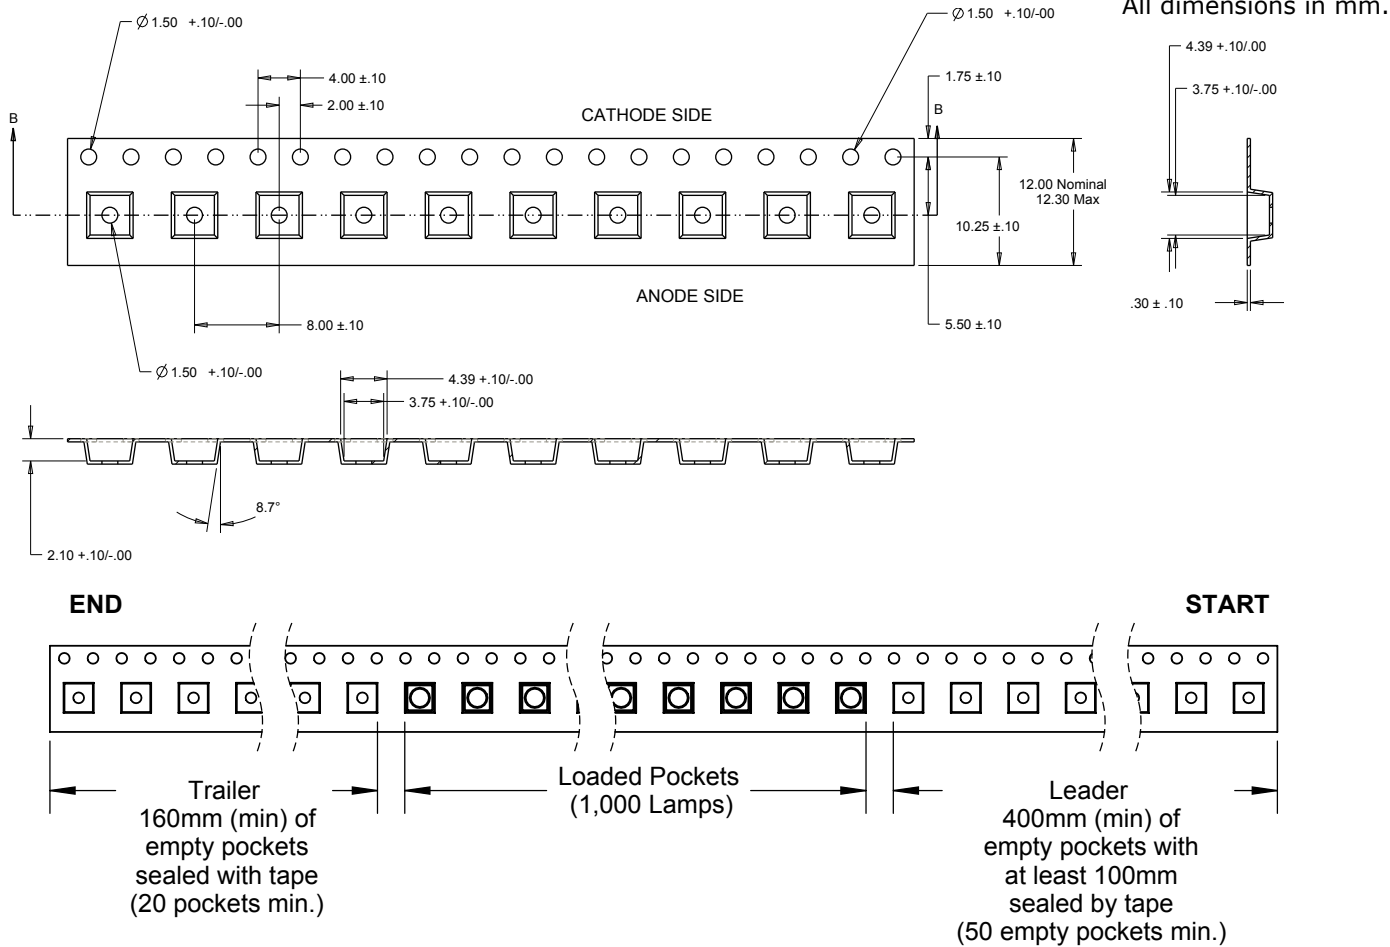 All dimensions in mm.
Ø 1.50 +.10/-.00
Ø 1.50 +.10/-00
4.39 +.10/.00
4.00 ±.10
1.75 ±.10
3.75 +.10/-.00
2.00 ±.10
CATHODE SIDE
B
B
12.00 Nominal
12.30 Max
10.25 ±.10
ANODE SIDE
.30 ± .10
8.00 ±.10
5.50 ±.10
Ø 1.50 +.10/-.00
4.39 +.10/-.00
3.75 +.10/-.00
8.7°
2.10 +.10/-.00
END
START
Trailer
160mm (min) of
empty pockets
sealed with tape
(20 pockets min.)
Loaded Pockets
(1,000 Lamps)
Leader
400mm (min) of
empty pockets with
at least 100mm
sealed by tape
(50 empty pockets min.)